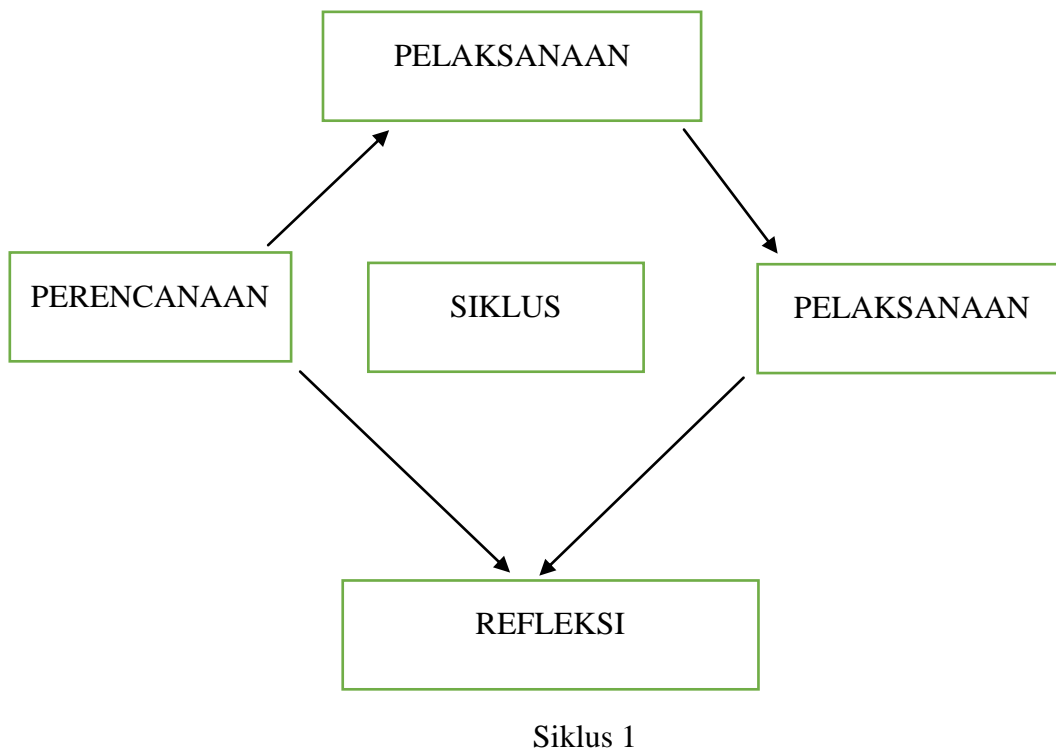 PELAKSANAAN
PERENCANAAN
SIKLUS
PELAKSANAAN
REFLEKSI
Siklus 1